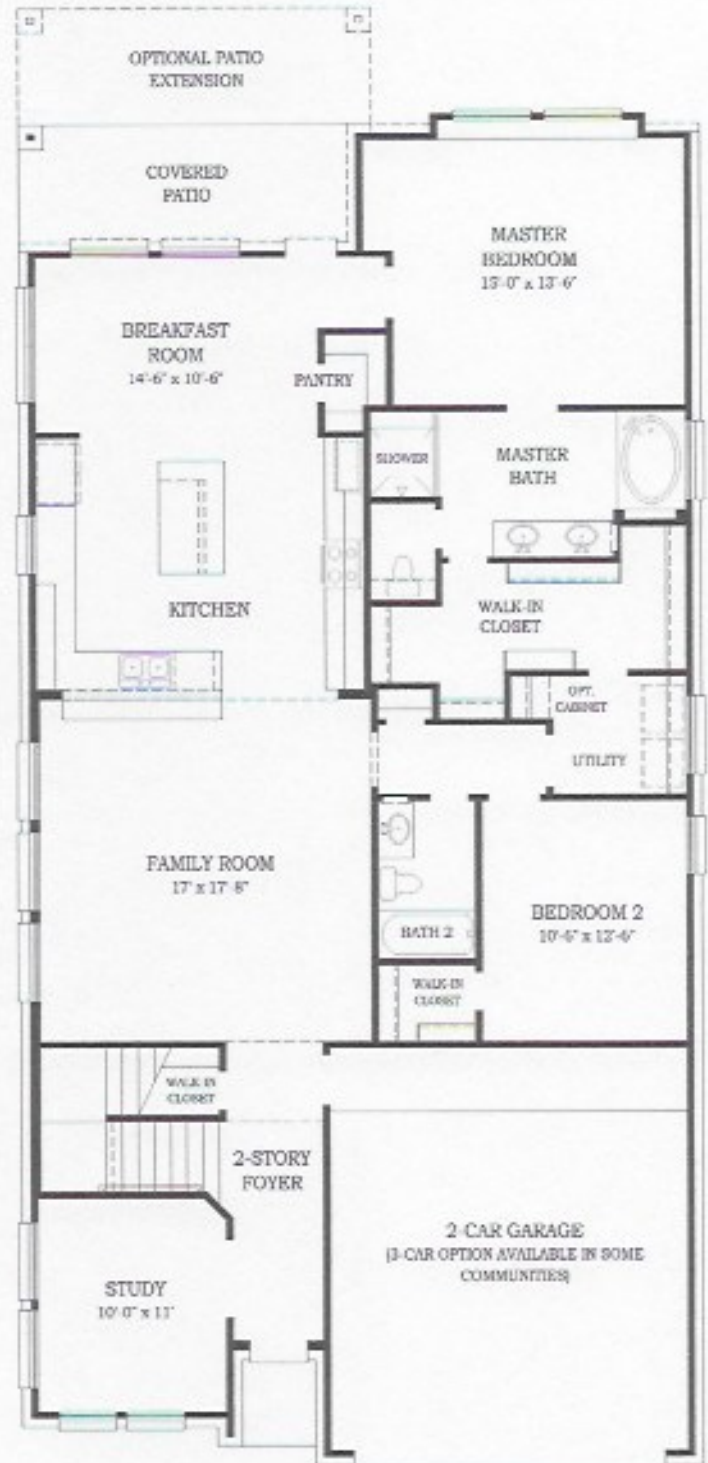 OPTIONAL PATIO
EXTENSION
COVERED
PATIO
MASTER
BEDROOM
15'-0" x 13'-6"
BREAKFAST
ROOM
14'-6" x 10'-6"
PANTRY
SHOWER
MASTER
BATH
KITCHEN
WALK-IN
CLOSET
OPT.
CABINET
UTILITY
FAMILY ROOM
17' x 17'-8"
BEDROOM 2
10'-6" x 12'-6"
BATH 2
WALK-IN
CLOSET
WALK IN
CLOSET
2-STORY
FOYER
2-CAR GARAGE
(3-CAR OPTION AVAILABLE IN SOME
COMMUNITIES)
STUDY
10'-0" x 11'